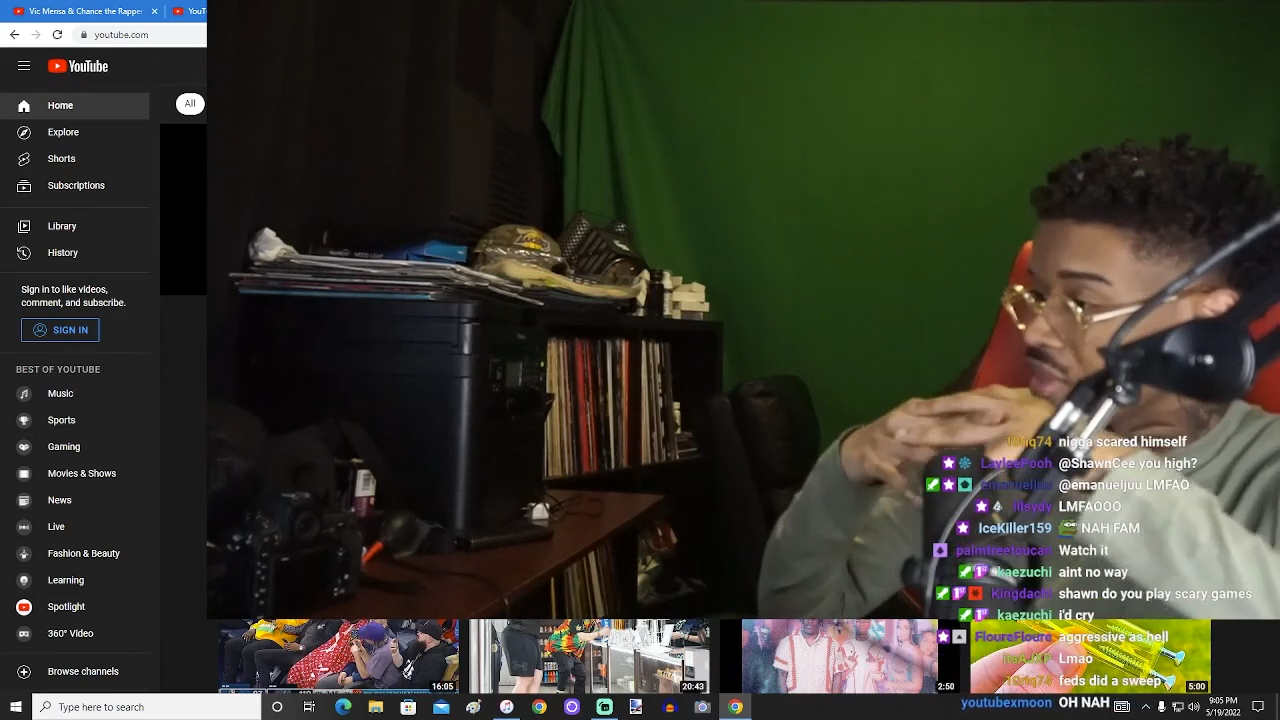 Vic Mensa & Chance the Rapper
YouT
youtube.com
YouTube
All
Home
Explore
Shorts
Subscriptions
Library
History
Sign in to like videos,
comment, and subscribe.
SIGN IN
BEST OF YOUTUBE
Music
Sports
Gaming
Movies & Shows
News
Live
Fashion & Beauty
Learning
Spotlight
360° Video
Browse channels
nigga scared himself
LayleePooh @ShawnCee you high?
emanueljuu @emanueljuu LMFAO
illsydy LMFAOOO
IceKiller159 NAH FAM
palmtreetoucan Watch it
kaezuchi aint no way
shawn do you play scary games
kaezuchi i'd cry
FloureFloure aggressive as hell
Lmao
feds did a sweep
youtubexmoon OH NAH
16:05
20:43
2:50
5:00
Type here to search
9:05 PM
5/19/2022